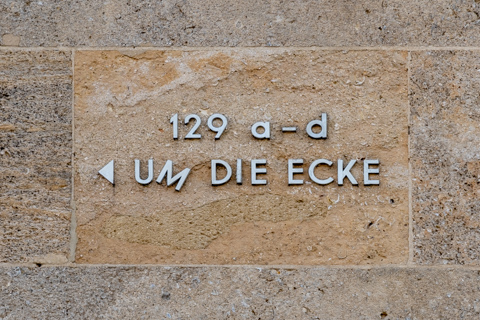 129 a-d
◀ UM DIE ECKE